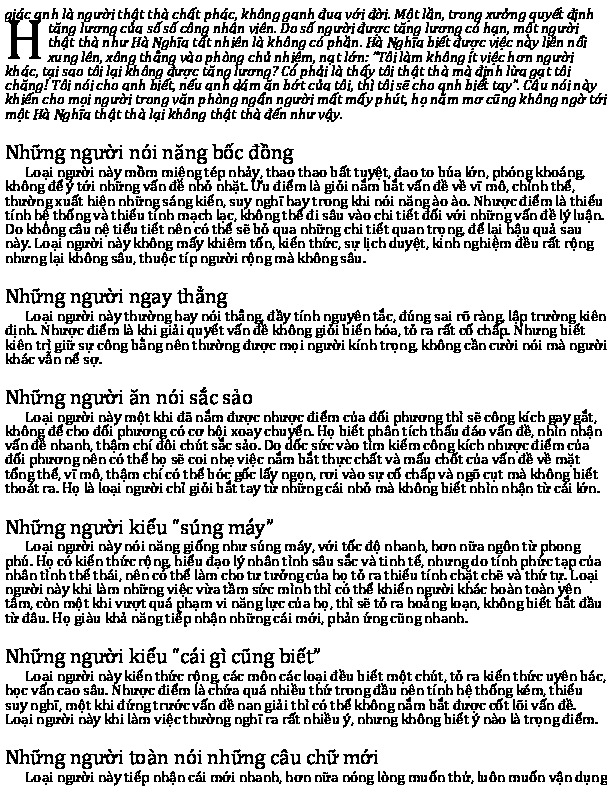 giác anh là người thật thà chất phác, không ganh đua với đời. Một lần, trong xưởng quyết định
H tăng lương của số số công nhân viên. Do số người được tăng lương có hạn, một người
thật thà như Hà Nghĩa tất nhiên là không có phần. Hà Nghĩa biết được việc này liền nổi
xung lên, xông thẳng vào phòng chủ nhiệm, nạt lớn: "Tôi làm không ít việc hơn người
khác, tại sao tôi lại không được tăng lương? Có phải là thấy tôi thật thà mà định lừa gạt tôi
chăng! Tôi nói cho anh biết, nếu anh dám ăn bớt của tôi, thì tôi sẽ cho anh biết tay". Câu nói này
khiến cho mọi người trong văn phòng ngẩn người mất mấy phút, họ nằm mơ cũng không ngờ tới
một Hà Nghĩa thật thà lại không thật thà đến như vậy.
Những người nói năng bốc đồng
Loại người này mồm miệng tép nhảy, thao thao bất tuyệt, đao to búa lớn, phóng khoáng,
không để ý tới những vấn đề nhỏ nhặt. Ưu điểm là giỏi nắm bắt vấn đề về vĩ mô, chỉnh thể,
thường xuất hiện những sáng kiến, suy nghĩ hay trong khi nói năng ào ào. Nhược điểm là thiếu
tính hệ thống và thiếu tính mạch lạc, không thể đi sâu vào chi tiết đối với những vấn đề lý luận.
Do không câu nệ tiểu tiết nên có thể sẽ bỏ qua những chi tiết quan trọng, để lại hậu quả sau
này. Loại người này không mấy khiêm tốn, kiến thức, sự lịch duyệt, kinh nghiệm đều rất rộng
nhưng lại không sâu, thuộc típ người rộng mà không sâu.
Những người ngay thẳng
Loại người này thường hay nói thẳng, đầy tính nguyên tắc, đúng sai rõ ràng, lập trường kiên
định. Nhược điểm là khi giải quyết vấn đề không giỏi biến hóa, tỏ ra rất cố chấp. Nhưng biết
kiên trì giữ sự công bằng nên thường được mọi người kính trọng, không cần cười nói mà người
khác vẫn nể sợ.
Những người ăn nói sắc sảo
Loại người này một khi đã nắm được nhược điểm của đối phương thì sẽ công kích gay gắt,
không để cho đối phương có cơ hội xoay chuyển. Họ biết phân tích thấu đáo vấn đề, nhìn nhận
vấn đề nhanh, thậm chí đôi chút sắc sảo. Do dốc sức vào tìm kiếm công kích nhược điểm của
đối phương nên có thể họ sẽ coi nhẹ việc nắm bắt thực chất và mấu chốt của vấn đề về mặt
tổng thể, vĩ mô, thậm chí có thể bóc gốc lấy ngọn, rơi vào sự cố chấp và ngõ cụt mà không biết
thoát ra. Họ là loại người chỉ giỏi bắt tay từ những cái nhỏ mà không biết nhìn nhận từ cái lớn.
Những người kiểu "súng máy"
Loại người này nói năng giống như súng máy, với tốc độ nhanh, hơn nữa ngôn từ phong
phú. Họ có kiến thức rộng, hiểu đạo lý nhân tình sâu sắc và tinh tế, nhưng do tính phức tạp của
nhân tình thế thái, nên có thể làm cho tư tưởng của họ tỏ ra thiếu tính chặt chẽ và thứ tự. Loại
người này khi làm những việc vừa tầm sức mình thì có thể khiến người khác hoàn toàn yên
tâm, còn một khi vượt quá phạm vi năng lực của họ, thì sẽ tỏ ra hoảng loạn, không biết bắt đầu
từ đâu. Họ giàu khả năng tiếp nhận những cái mới, phản ứng cũng nhanh.
Những người kiểu "cái gì cũng biết"
Loại người này kiến thức rộng, các môn các loại đều biết một chút, tỏ ra kiến thức uyên bác,
học vấn cao sâu. Nhược điểm là chứa quá nhiều thứ trong đầu nên tính hệ thống kém, thiếu
suy nghĩ, một khi đứng trước vấn đề nan giải thì có thể không nắm bắt được cốt lõi vấn đề.
Loại người này khi làm việc thường nghĩ ra rất nhiều ý, nhưng không biết ý nào là trọng điểm.
Những người toàn nói những câu chữ mới
Loại người này tiếp nhận cái mới nhanh, hơn nữa nóng lòng muốn thử, luôn muốn vận dụng